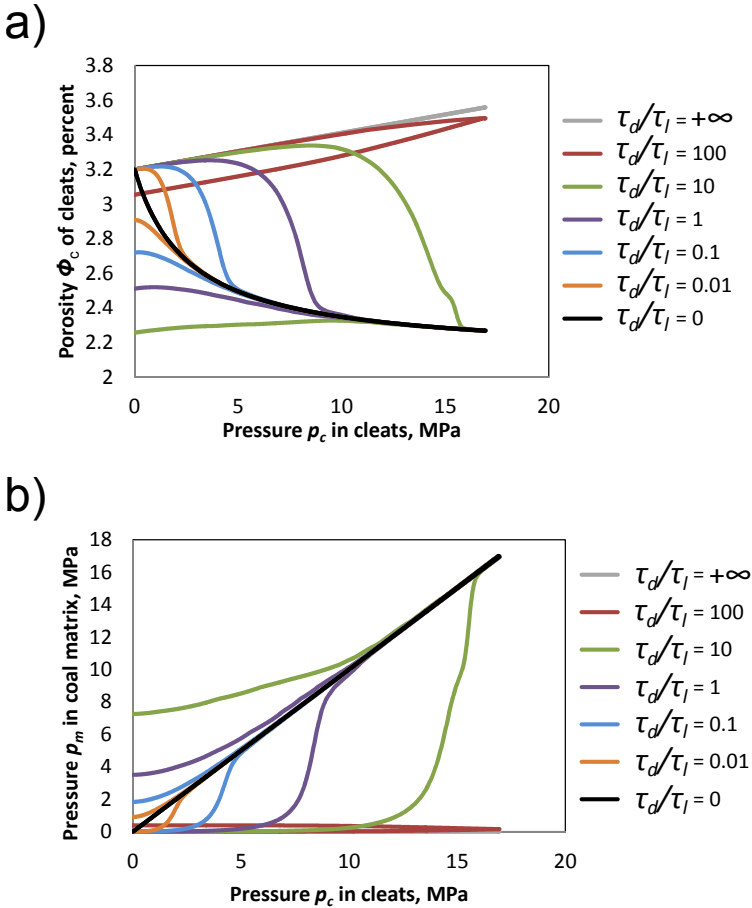 a)
3.8
3.6
3.4
3.2
3
2.8
2.6
2.4
2.2
2
0
5
10
15
20
Porosity Φc of cleats, percent
Pressure pc in cleats, MPa
τd/τl = +∞
τd/τl = 100
τd/τl = 10
τd/τl = 1
τd/τl = 0.1
τd/τl = 0.01
τd/τl = 0
b)
18
16
14
12
10
8
6
4
2
0
0
5
10
15
20
Pressure pm in coal matrix, MPa
Pressure pc in cleats, MPa
τd/τl = +∞
τd/τl = 100
τd/τl = 10
τd/τl = 1
τd/τl = 0.1
τd/τl = 0.01
τd/τl = 0